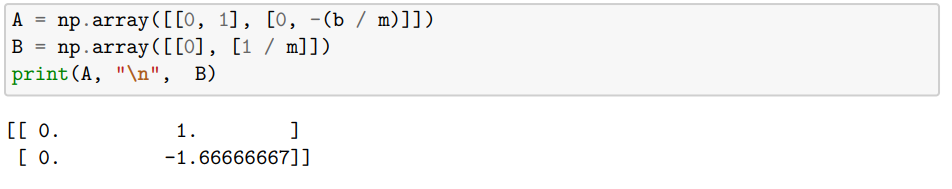 A = np.array([[0, 1], [0, -(b / m)]])
B = np.array([[0], [1 / m]])
print(A, "\n",  B)
[[ 0.          1.        ]
 [ 0.         -1.66666667]]